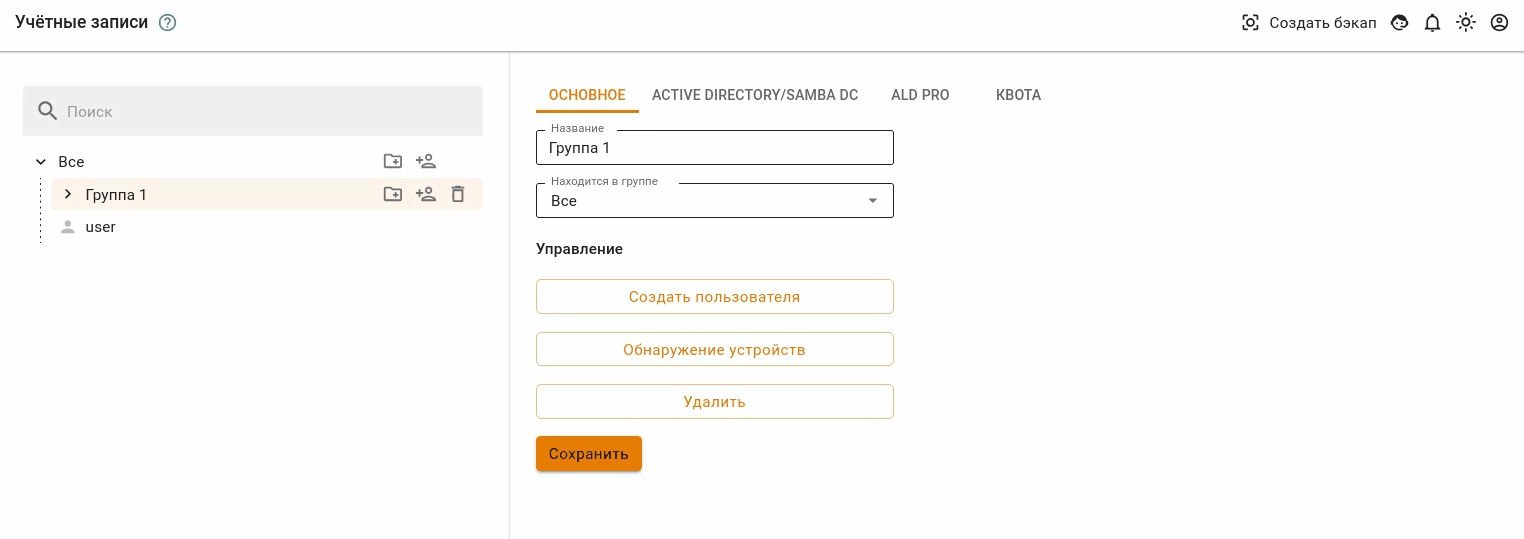 Учётные записи
Создать бэкап
Поиск
Все
Группа 1
user
ОСНОВНОЕ ACTIVE DIRECTORY/SAMBA DC ALD PRO КВОТА
Название
Группа 1
Находится в группе
Все
Управление
Создать пользователя
Обнаружение устройств
Удалить
Сохранить